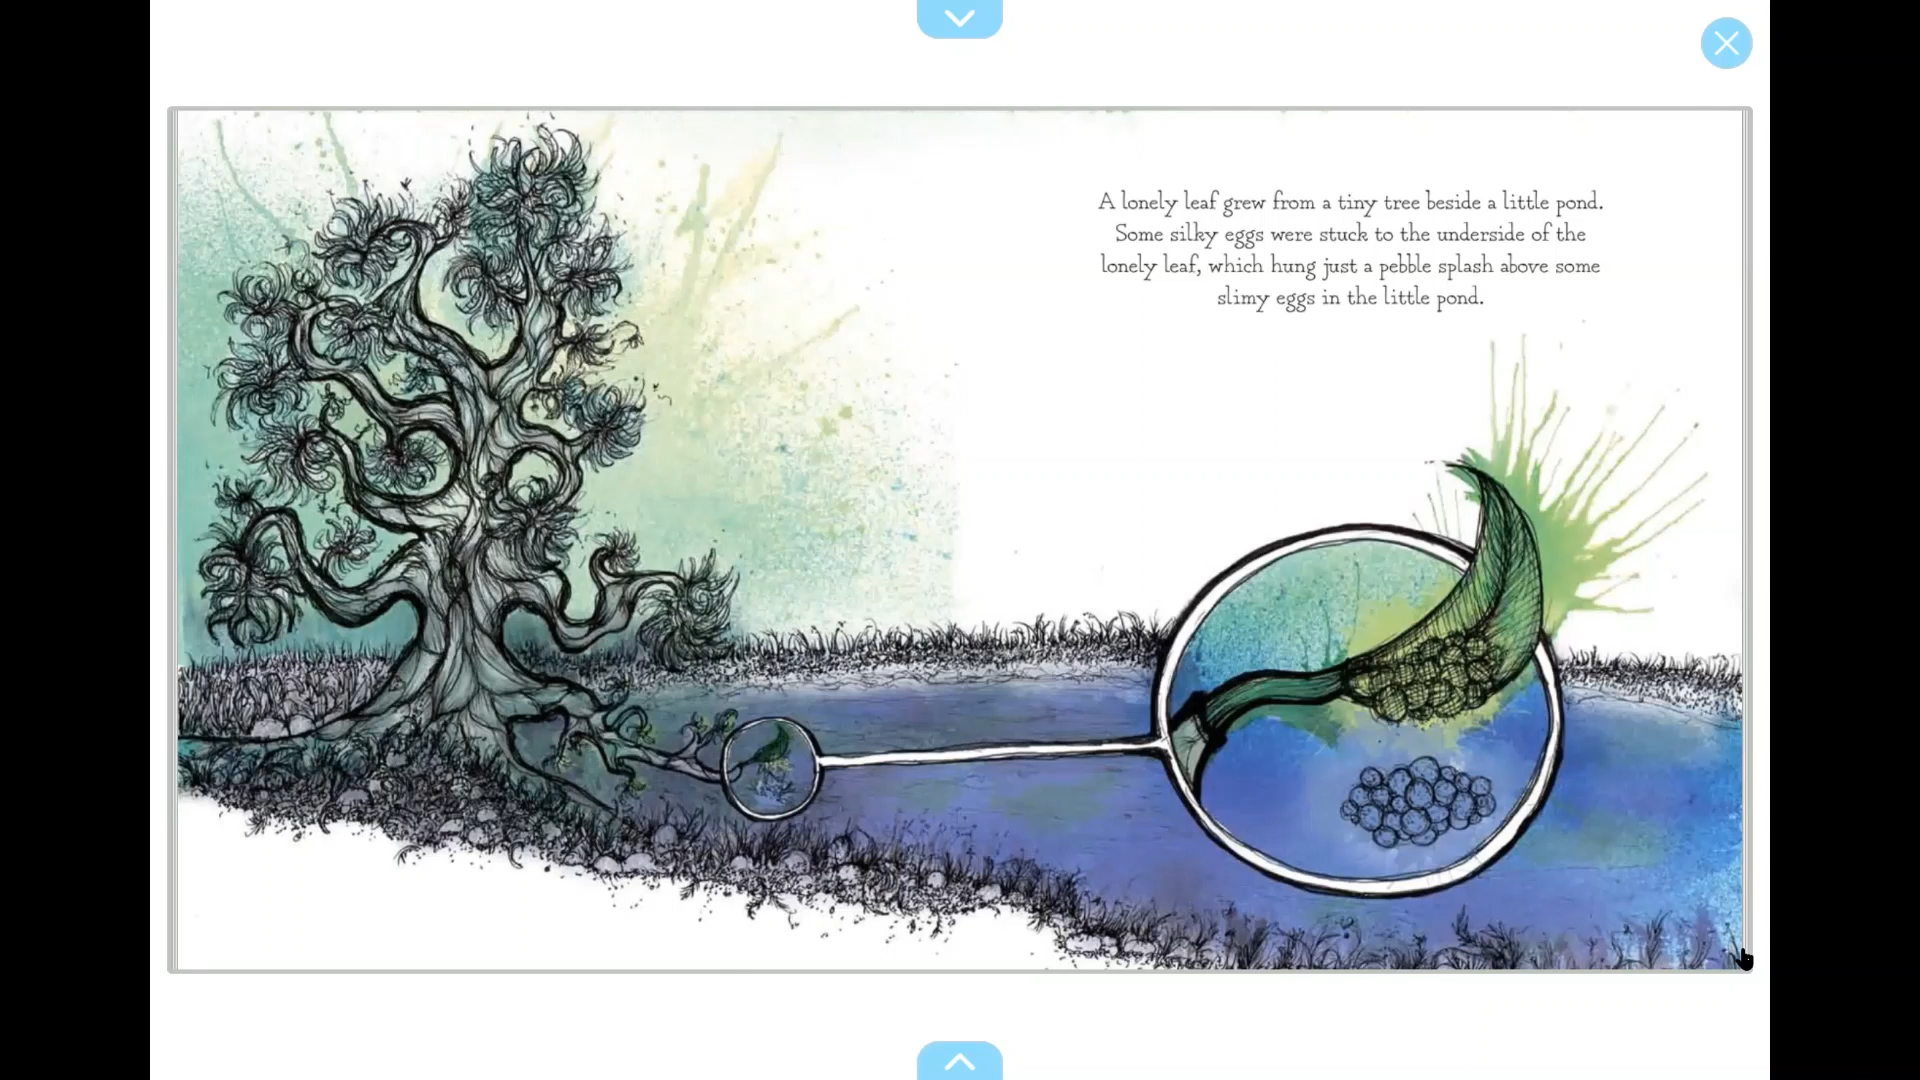 A lonely leaf grew from a tiny tree beside a little pond.
Some silky eggs were stuck to the underside of the
lonely leaf, which hung just a pebble splash above some
slimy eggs in the little pond.